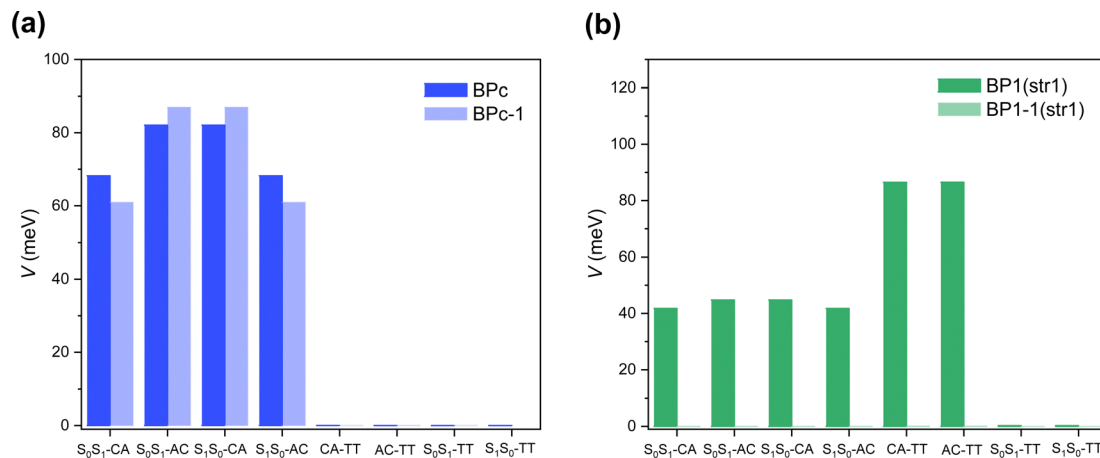 (a)
100
80
60
40
20
0
V (meV)
BPc
BPc-1
S₀S₁-CA S₀S₁-AC S₁S₀-CA S₁S₀-AC CA-TT AC-TT S₀S₁-TT S₁S₀-TT
(b)
120
100
80
60
40
20
0
V (meV)
BP1(str1)
BP1-1(str1)
S₀S₁-CA S₀S₁-AC S₁S₀-CA S₁S₀-AC CA-TT AC-TT S₀S₁-TT S₁S₀-TT